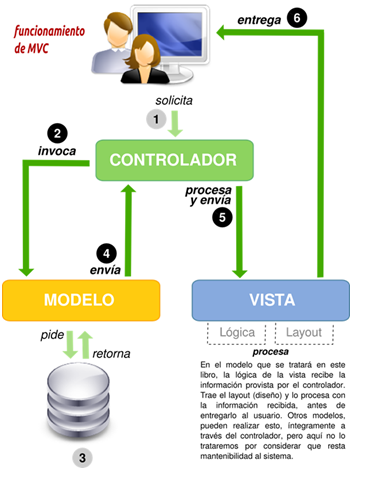 funcionamiento
de MVC
entrega
6
solicita
1
2
invoca
CONTROLADOR
procesa
y envía
5
4
envía
MODELO
VISTA
Lógica
Layout
procesa
pide
retorna
3
En el modelo que se tratará en este
libro, la lógica de la vista recibe la
información provista por el controlador.
Trae el layout (diseño) y lo procesa con
la información recibida, antes de
entregarlo al usuario. Otros modelos,
pueden realizar esto, íntegramente a
través del controlador, pero aquí no lo
trataremos por considerar que resta
mantenibilidad al sistema.